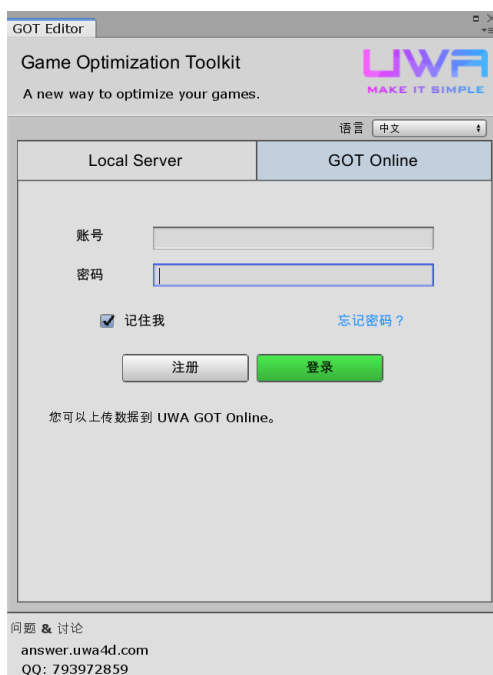 GOT Editor
Game Optimization Toolkit
A new way to optimize your games.
UWA
MAKE IT SIMPLE
语言 中文
Local Server GOT Online
账号
密码
记住我 忘记密码？
注册 登录
您可以上传数据到 UWA GOT Online。
问题 & 讨论
answer.uwa4d.com
QQ: 793972859